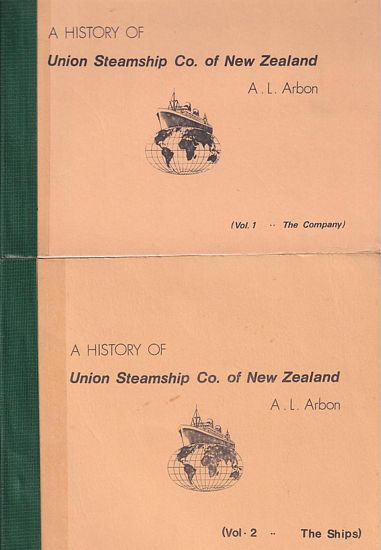 A HISTORY OF
Union Steamship Co. of New Zealand
A. L. Arbon
(Vol. 1 ·· The Company)
A HISTORY OF
Union Steamship Co. of New Zealand
A. L. Arbon
(Vol· 2 ·· The Ships)